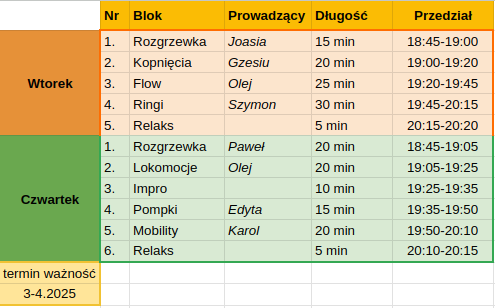 Nr Blok Prowadzący Długość Przedział
1. Rozgrzewka Joasia 15 min 18:45-19:00
2. Kopnięcia Gzesiu 20 min 19:00-19:20
Wtorek 3. Flow Olej 25 min 19:20-19:45
4. Ringi Szymon 30 min 19:45-20:15
5. Relaks 5 min 20:15-20:20
1. Rozgrzewka Paweł 20 min 18:45-19:05
2. Lokomocje Olej 20 min 19:05-19:25
3. Impro 10 min 19:25-19:35
Czwartek 4. Pompki Edyta 15 min 19:35-19:50
5. Mobility Karol 20 min 19:50-20:10
6. Relaks 5 min 20:10-20:15
termin ważność
3-4.2025